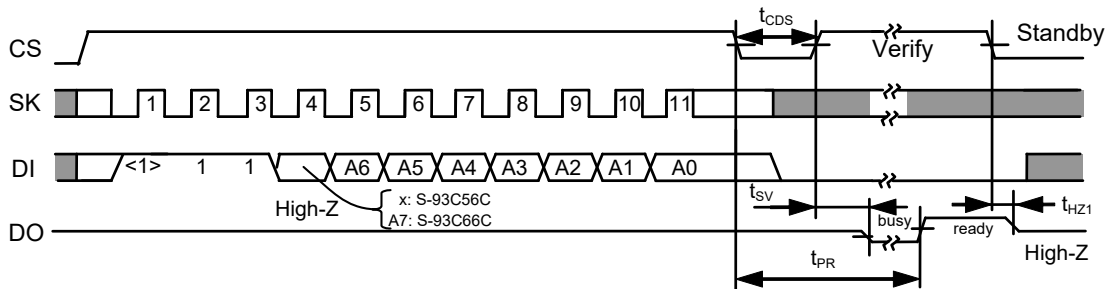 tCDS
CS
Verify
Standby
SK
1 2 3 4 5 6 7 8 9 10 11
DI
<1> 1 1 A6 A5 A4 A3 A2 A1 A0
x: S-93C56C
A7: S-93C66C
High-Z
tSV
busy
ready
tHZ1
DO
High-Z
tPR